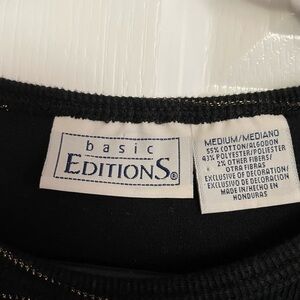 basic
EDITIONS®
MEDIUM/MEDIANO
55% COTTON/ALGODON
43% POLYESTER/POLIESTER
2% OTHER FIBERS/
OTRA FIBRAS
EXCLUSIVE OF DECORATION/
EXCLUSIVO DE DECORACION
MADE IN/HECHO EN
HONDURAS